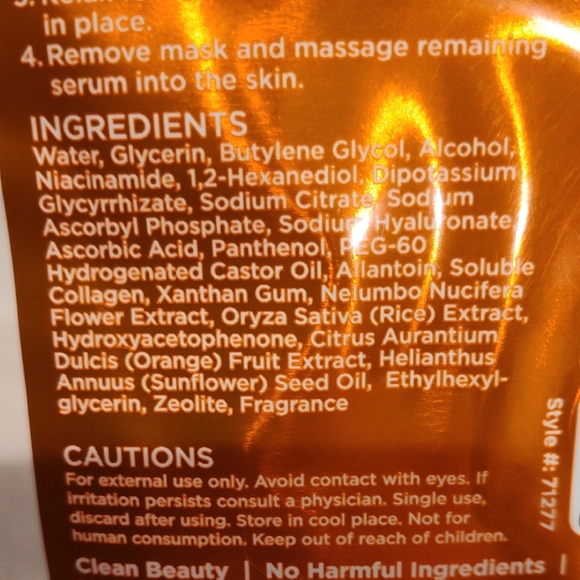 in place.
4. Remove mask and massage remaining
serum into the skin.
INGREDIENTS
Water, Glycerin, Butylene Glycol, Alcohol,
Niacinamide, 1,2-Hexanediol, Dipotassium
Glycyrrhizate, Sodium Citrate, Sodium
Ascorbyl Phosphate, Sodium Hyaluronate,
Ascorbic Acid, Panthenol, PEG-60
Hydrogenated Castor Oil, Allantoin, Soluble
Collagen, Xanthan Gum, Nelumbo Nucifera
Flower Extract, Oryza Sativa (Rice) Extract,
Hydroxyacetophenone, Citrus Aurantium
Dulcis (Orange) Fruit Extract, Helianthus
Annuus (Sunflower) Seed Oil, Ethylhexyl-
glycerin, Zeolite, Fragrance
CAUTIONS
For external use only. Avoid contact with eyes. If
irritation persists consult a physician. Single use,
discard after using. Store in cool place. Not for
human consumption. Keep out of reach of children.
Clean Beauty | No Harmful Ingredients |
Style #: 71277